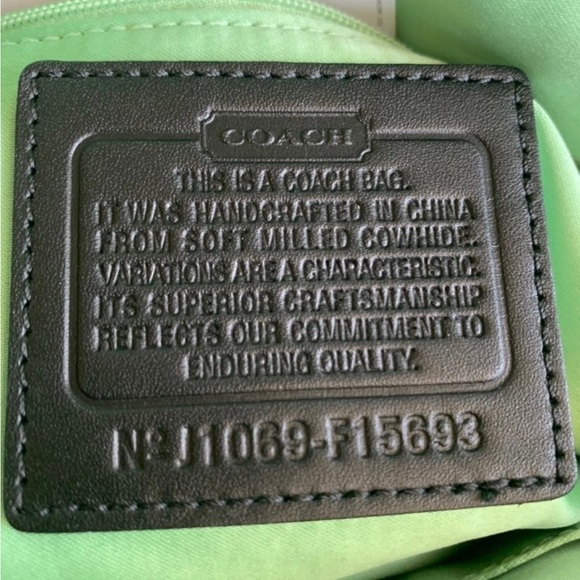 COACH
THIS IS A COACH BAG.
IT WAS HANDCRAFTED IN CHINA
FROM SOFT MILLED COWHIDE.
VARIATIONS ARE A CHARACTERISTIC.
ITS SUPERIOR CRAFTSMANSHIP
REFLECTS OUR COMMITMENT TO
ENDURING QUALITY.
Nº J1069-F15693